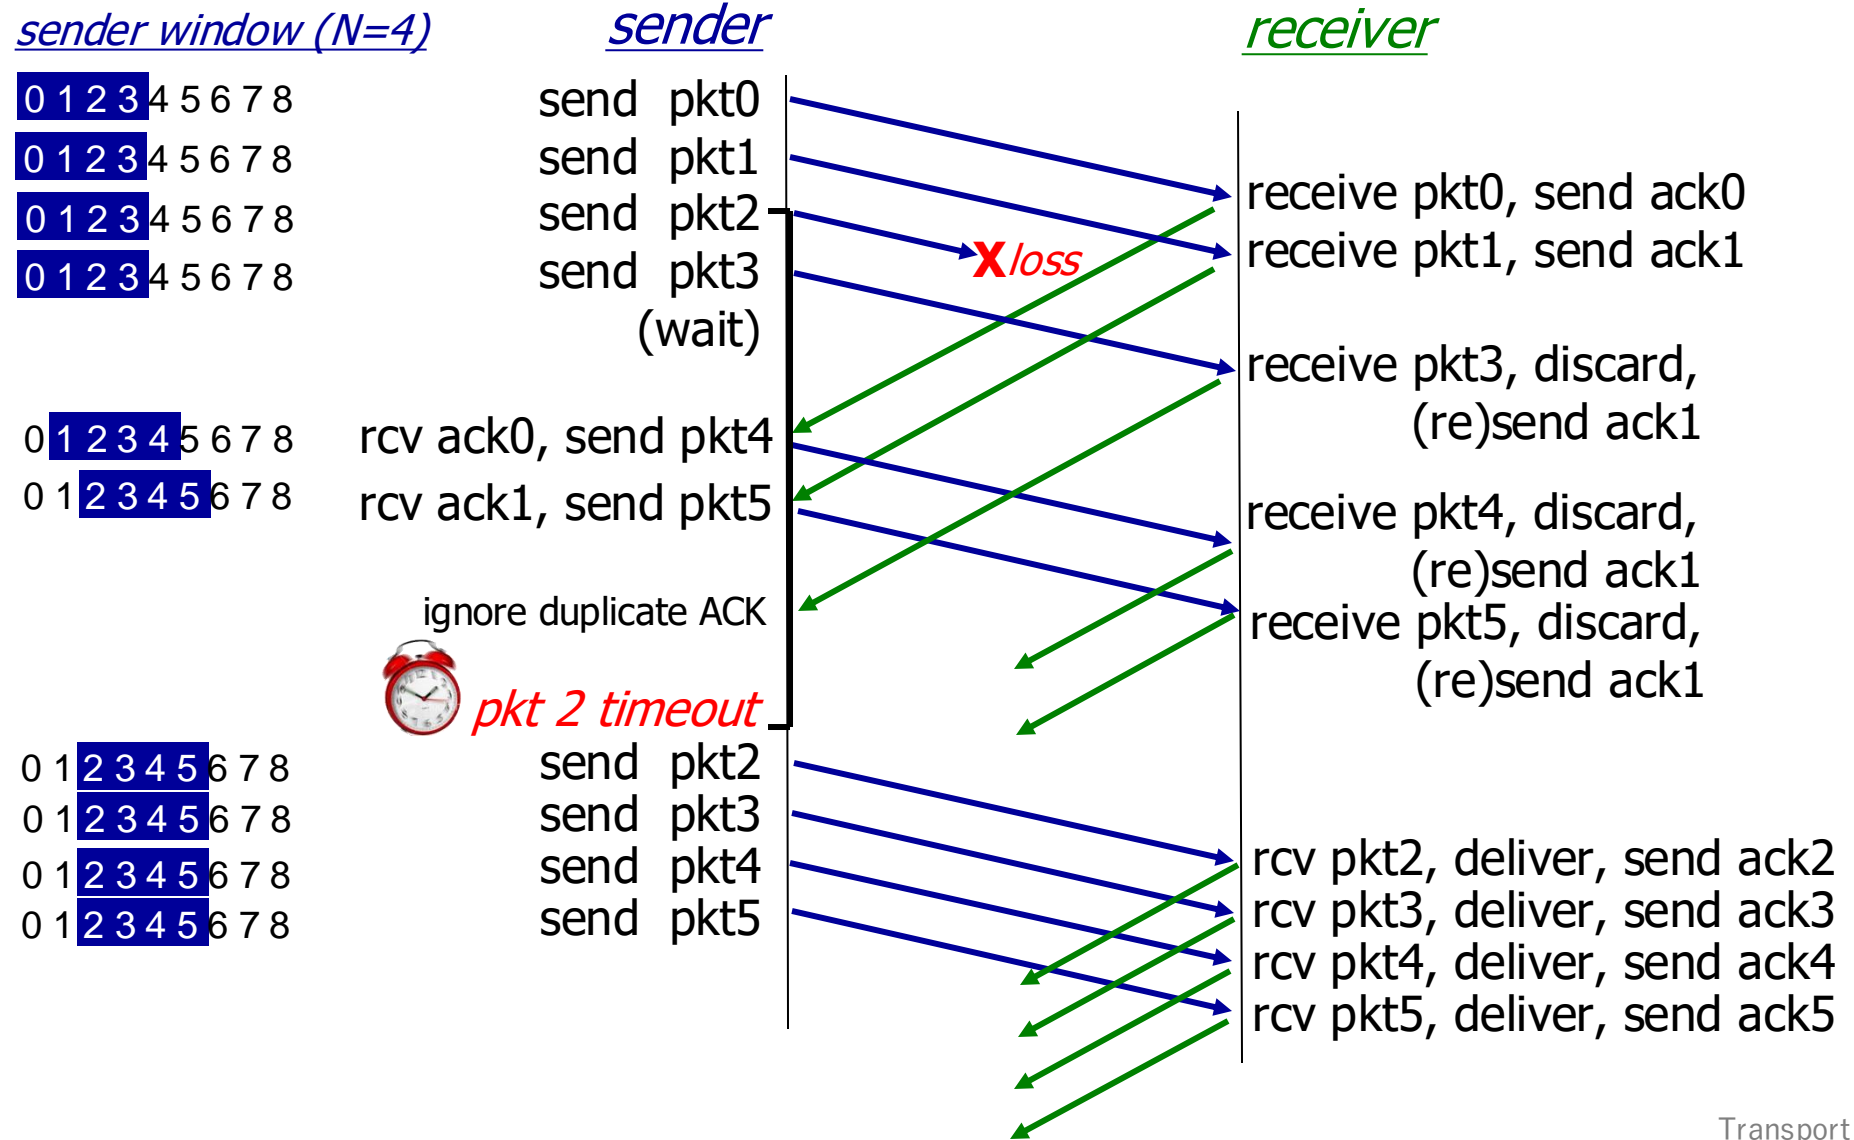 sender window (N=4) sender receiver
0 1 2 3 4 5 6 7 8 send pkt0
0 1 2 3 4 5 6 7 8 send pkt1
receive pkt0, send ack0
0 1 2 3 4 5 6 7 8 send pkt2
receive pkt1, send ack1
X loss
0 1 2 3 4 5 6 7 8 send pkt3
(wait)
receive pkt3, discard,
(re)send ack1
0 1 2 3 4 5 6 7 8 rcv ack0, send pkt4
0 1 2 3 4 5 6 7 8 rcv ack1, send pkt5
receive pkt4, discard,
(re)send ack1
ignore duplicate ACK
receive pkt5, discard,
(re)send ack1
pkt 2 timeout
0 1 2 3 4 5 6 7 8 send pkt2
0 1 2 3 4 5 6 7 8 send pkt3
0 1 2 3 4 5 6 7 8 send pkt4
0 1 2 3 4 5 6 7 8 send pkt5
rcv pkt2, deliver, send ack2
rcv pkt3, deliver, send ack3
rcv pkt4, deliver, send ack4
rcv pkt5, deliver, send ack5
Transport